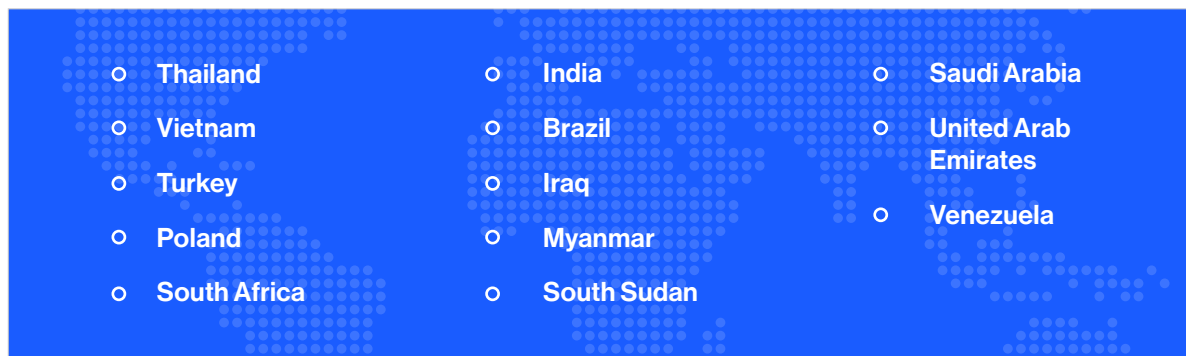 Thailand
Vietnam
Turkey
Poland
South Africa
India
Brazil
Iraq
Myanmar
South Sudan
Saudi Arabia
United Arab
Emirates
Venezuela